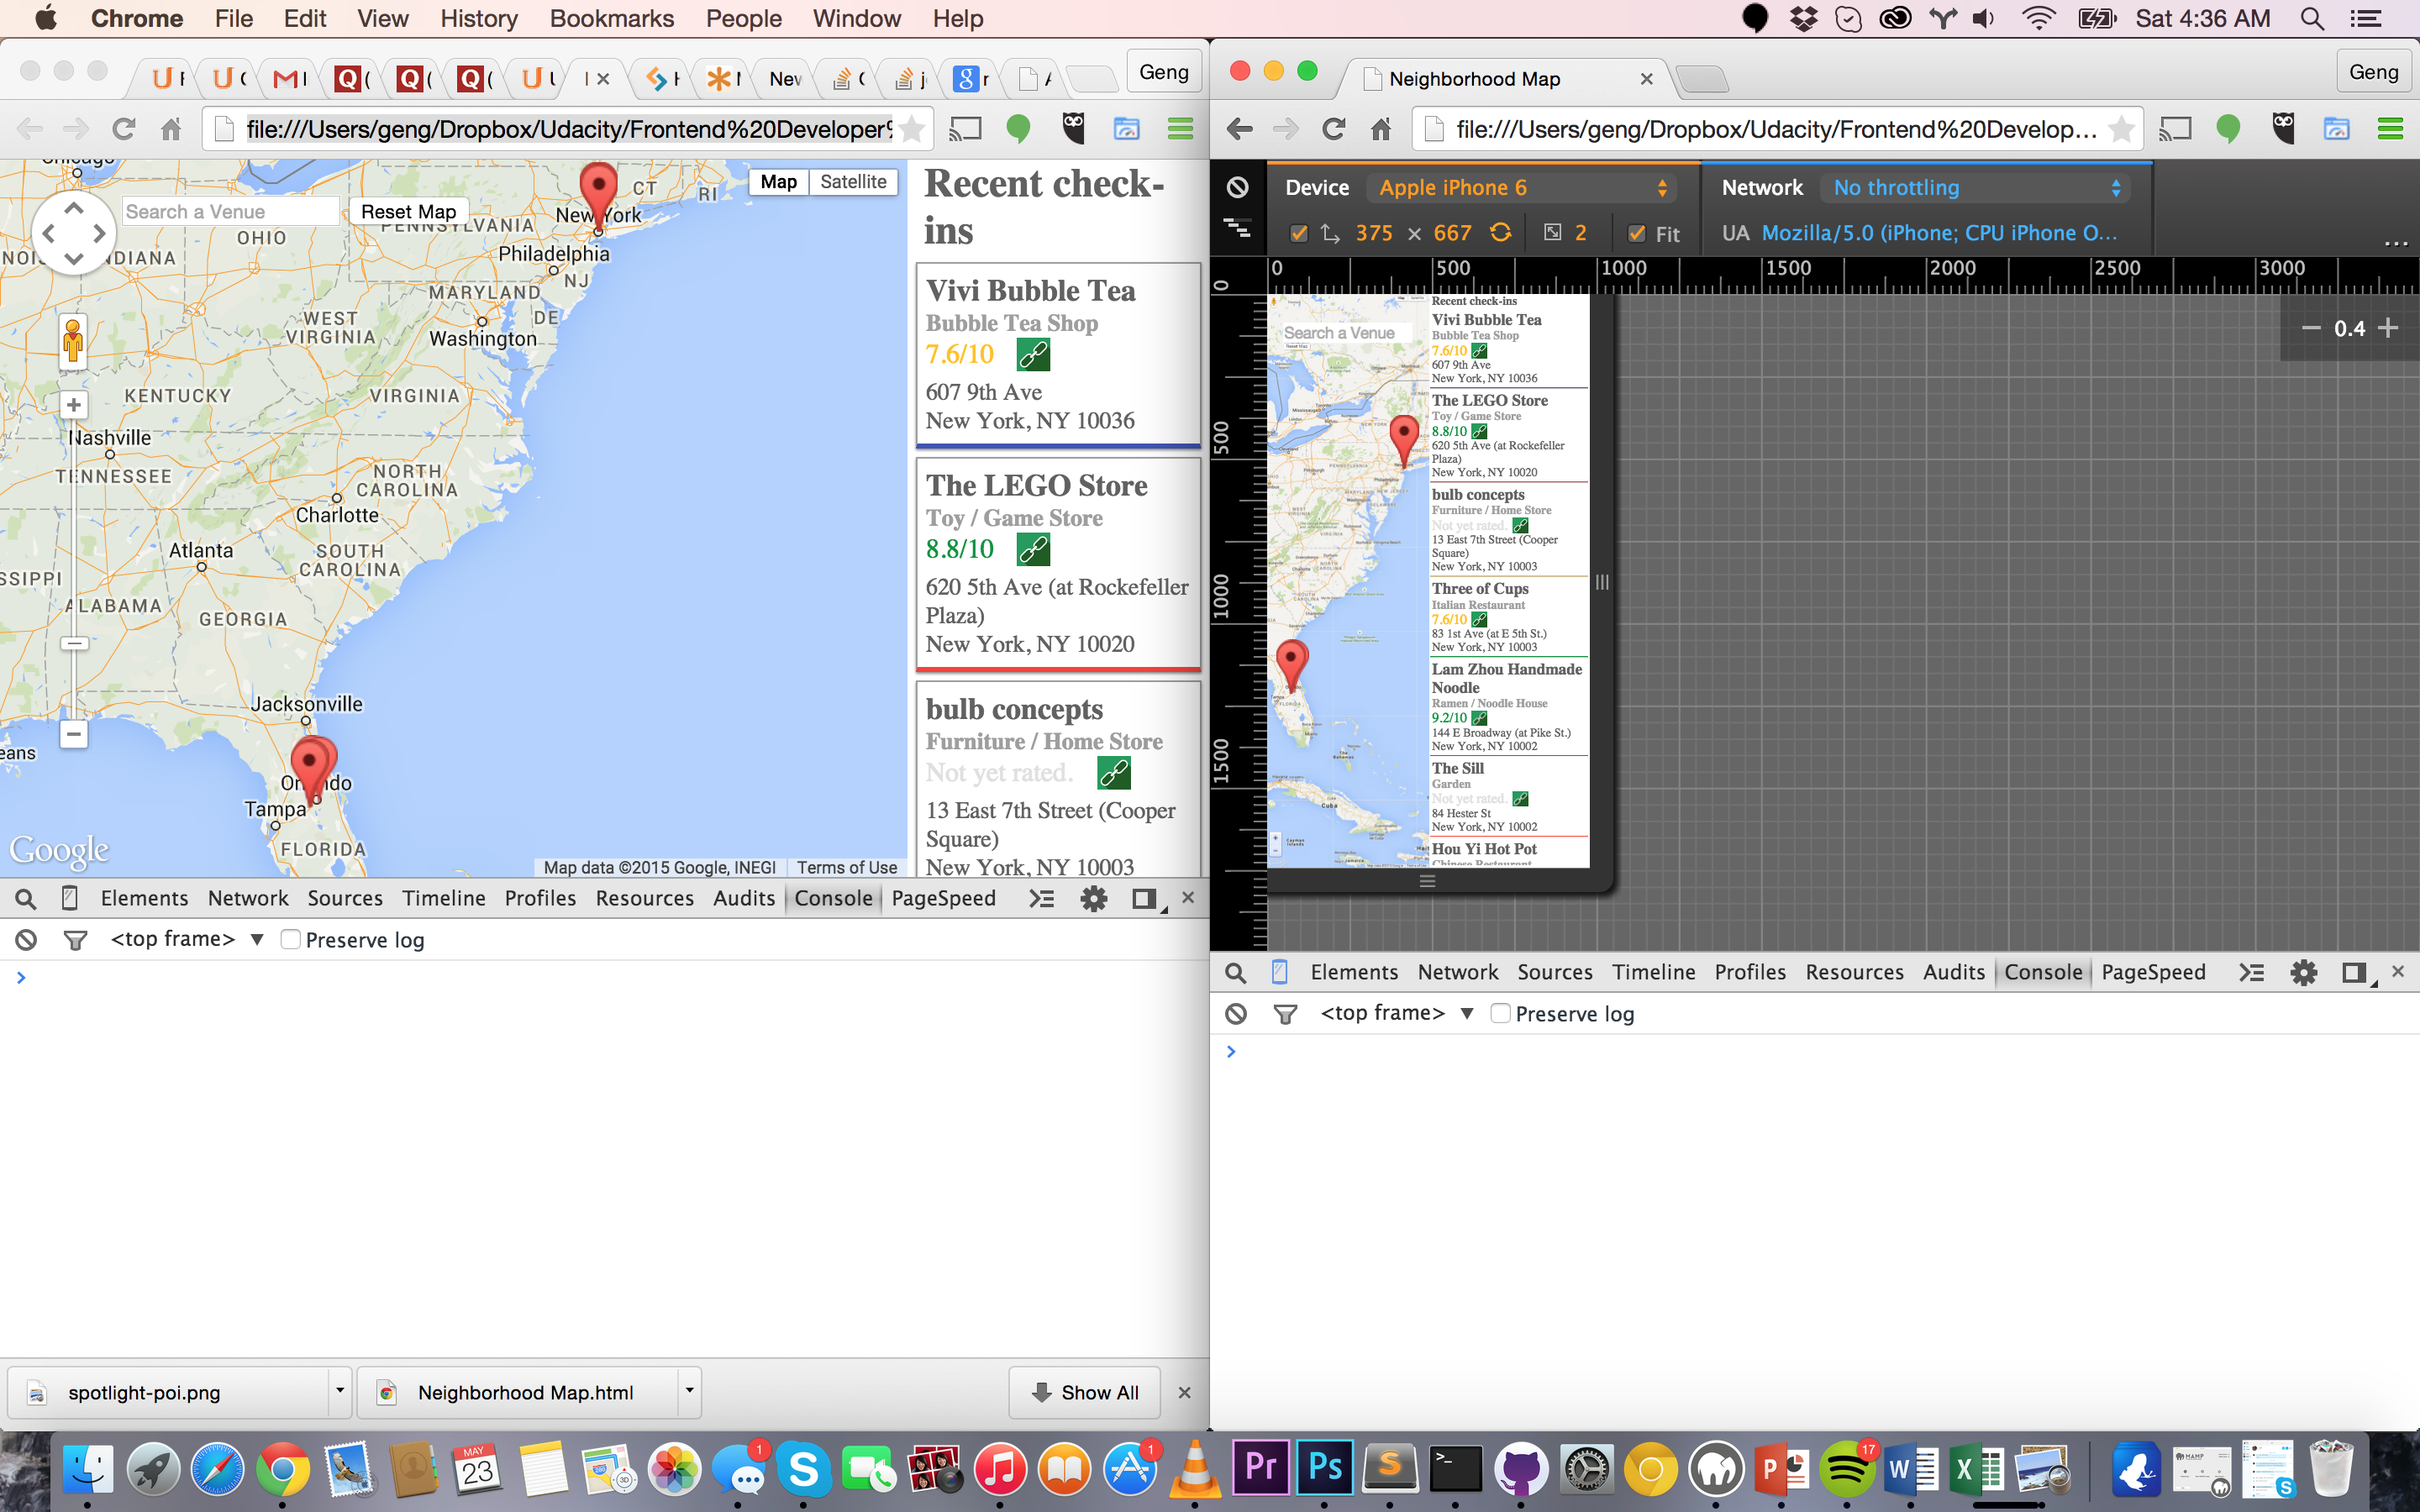 Chrome File Edit View History Bookmarks People Window Help
Sat 4:36 AM
Geng
file:///Users/geng/Dropbox/Udacity/Frontend%20Developer%
Map Satellite
Search a Venue
Reset Map
CT
RI
New York
PENNSYLVANIA
OHIO
INDIANA
Philadelphia
NJ
MARYLAND
DE
WEST
VIRGINIA
Washington
KENTUCKY
VIRGINIA
Nashville
TENNESSEE
NORTH
CAROLINA
Charlotte
Atlanta
SOUTH
CAROLINA
SSIPPI
ALABAMA
GEORGIA
Jacksonville
eans
Orlando
Tampa
FLORIDA
Google
Map data ©2015 Google, INEGI
Terms of Use
Recent check-
ins
Vivi Bubble Tea
Bubble Tea Shop
7.6/10
607 9th Ave
New York, NY 10036
The LEGO Store
Toy / Game Store
8.8/10
620 5th Ave (at Rockefeller
Plaza)
New York, NY 10020
bulb concepts
Furniture / Home Store
Not yet rated.
13 East 7th Street (Cooper
Square)
New York, NY 10003
Elements Network Sources Timeline Profiles Resources Audits Console PageSpeed
<top frame> Preserve log
spotlight-poi.png
Neighborhood Map.html
Show All
Neighborhood Map
Geng
file:///Users/geng/Dropbox/Udacity/Frontend%20Develop...
Device Apple iPhone 6
Network No throttling
375 × 667
2
Fit
UA Mozilla/5.0 (iPhone; CPU iPhone O...
0 500 1000 1500 2000 2500 3000
0
500
1000
1500
0.4
Search a Venue
Recent check-ins
Vivi Bubble Tea
Bubble Tea Shop
7.6/10
607 9th Ave
New York, NY 10036
The LEGO Store
Toy / Game Store
8.8/10
620 5th Ave (at Rockefeller
Plaza)
New York, NY 10020
bulb concepts
Furniture / Home Store
Not yet rated.
13 East 7th Street (Cooper
Square)
New York, NY 10003
Three of Cups
Italian Restaurant
7.6/10
83 1st Ave (at E 5th St.)
New York, NY 10003
Lam Zhou Handmade
Noodle
Ramen / Noodle House
9.2/10
144 E Broadway (at Pike St.)
New York, NY 10002
The Sill
Garden
Not yet rated.
84 Hester St
New York, NY 10002
Hou Yi Hot Pot
Chinese Restaurant
Cuba
Elements Network Sources Timeline Profiles Resources Audits Console PageSpeed
<top frame> Preserve log
MAY
23
1
1
17
Pr
Ps